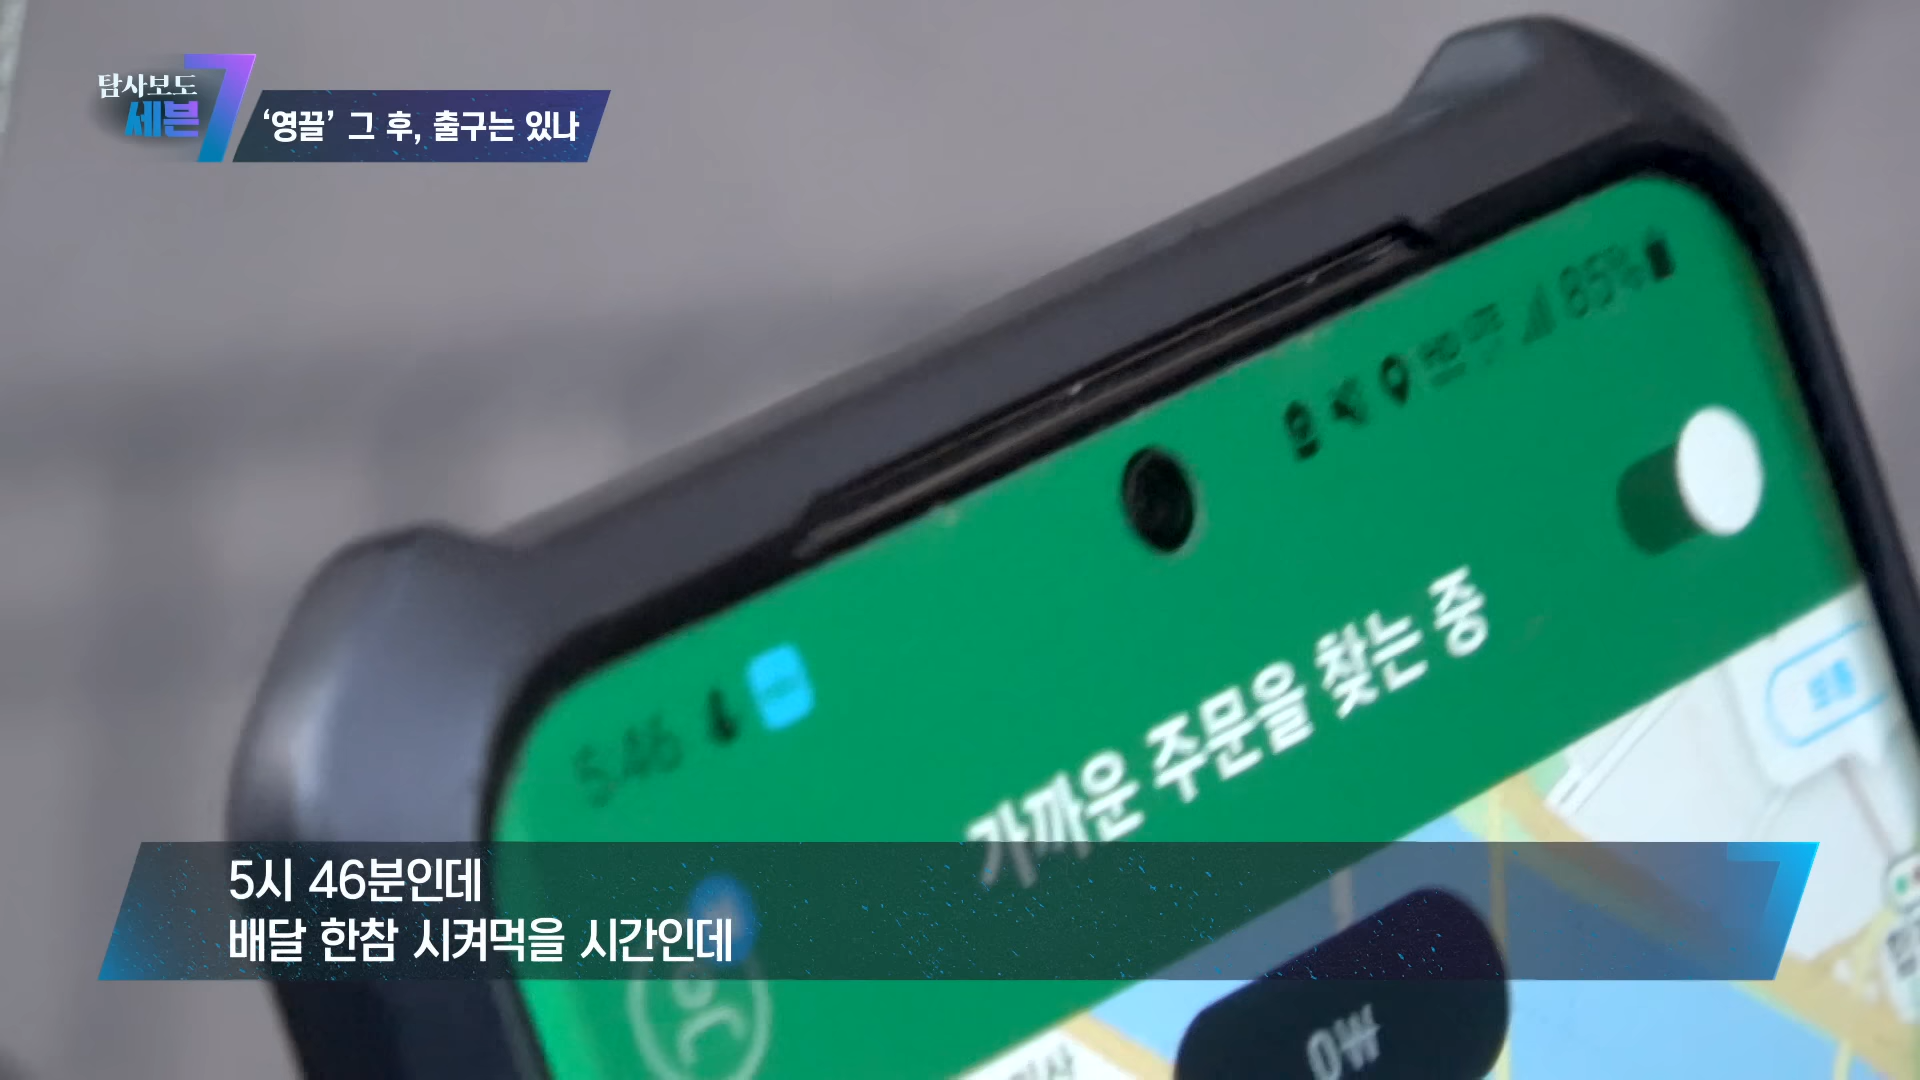 탐사보도
세븐 7
‘영끌’ 그 후, 출구는 있나
85%
5:46
가까운 주문을 찾는 중
₩0
5시 46분인데
배달 한참 시켜먹을 시간인데